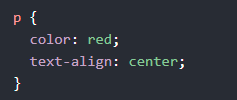 p {
  color: red;
  text-align: center;
}